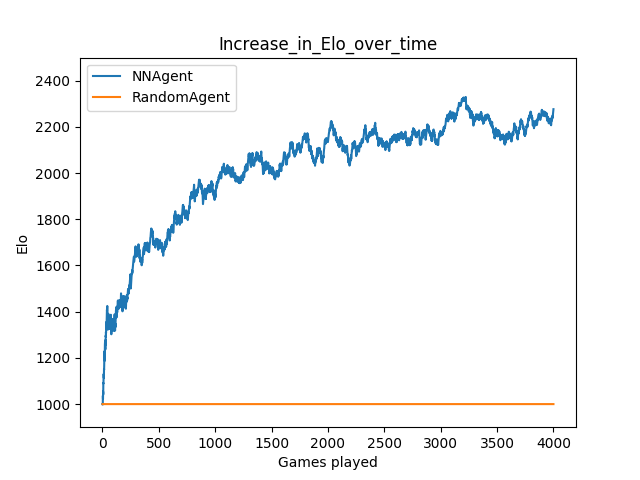 Increase_in_Elo_over_time
NNAgent
RandomAgent
2400
2200
2000
1800
1600
1400
1200
1000
Elo
0 500 1000 1500 2000 2500 3000 3500 4000
Games played